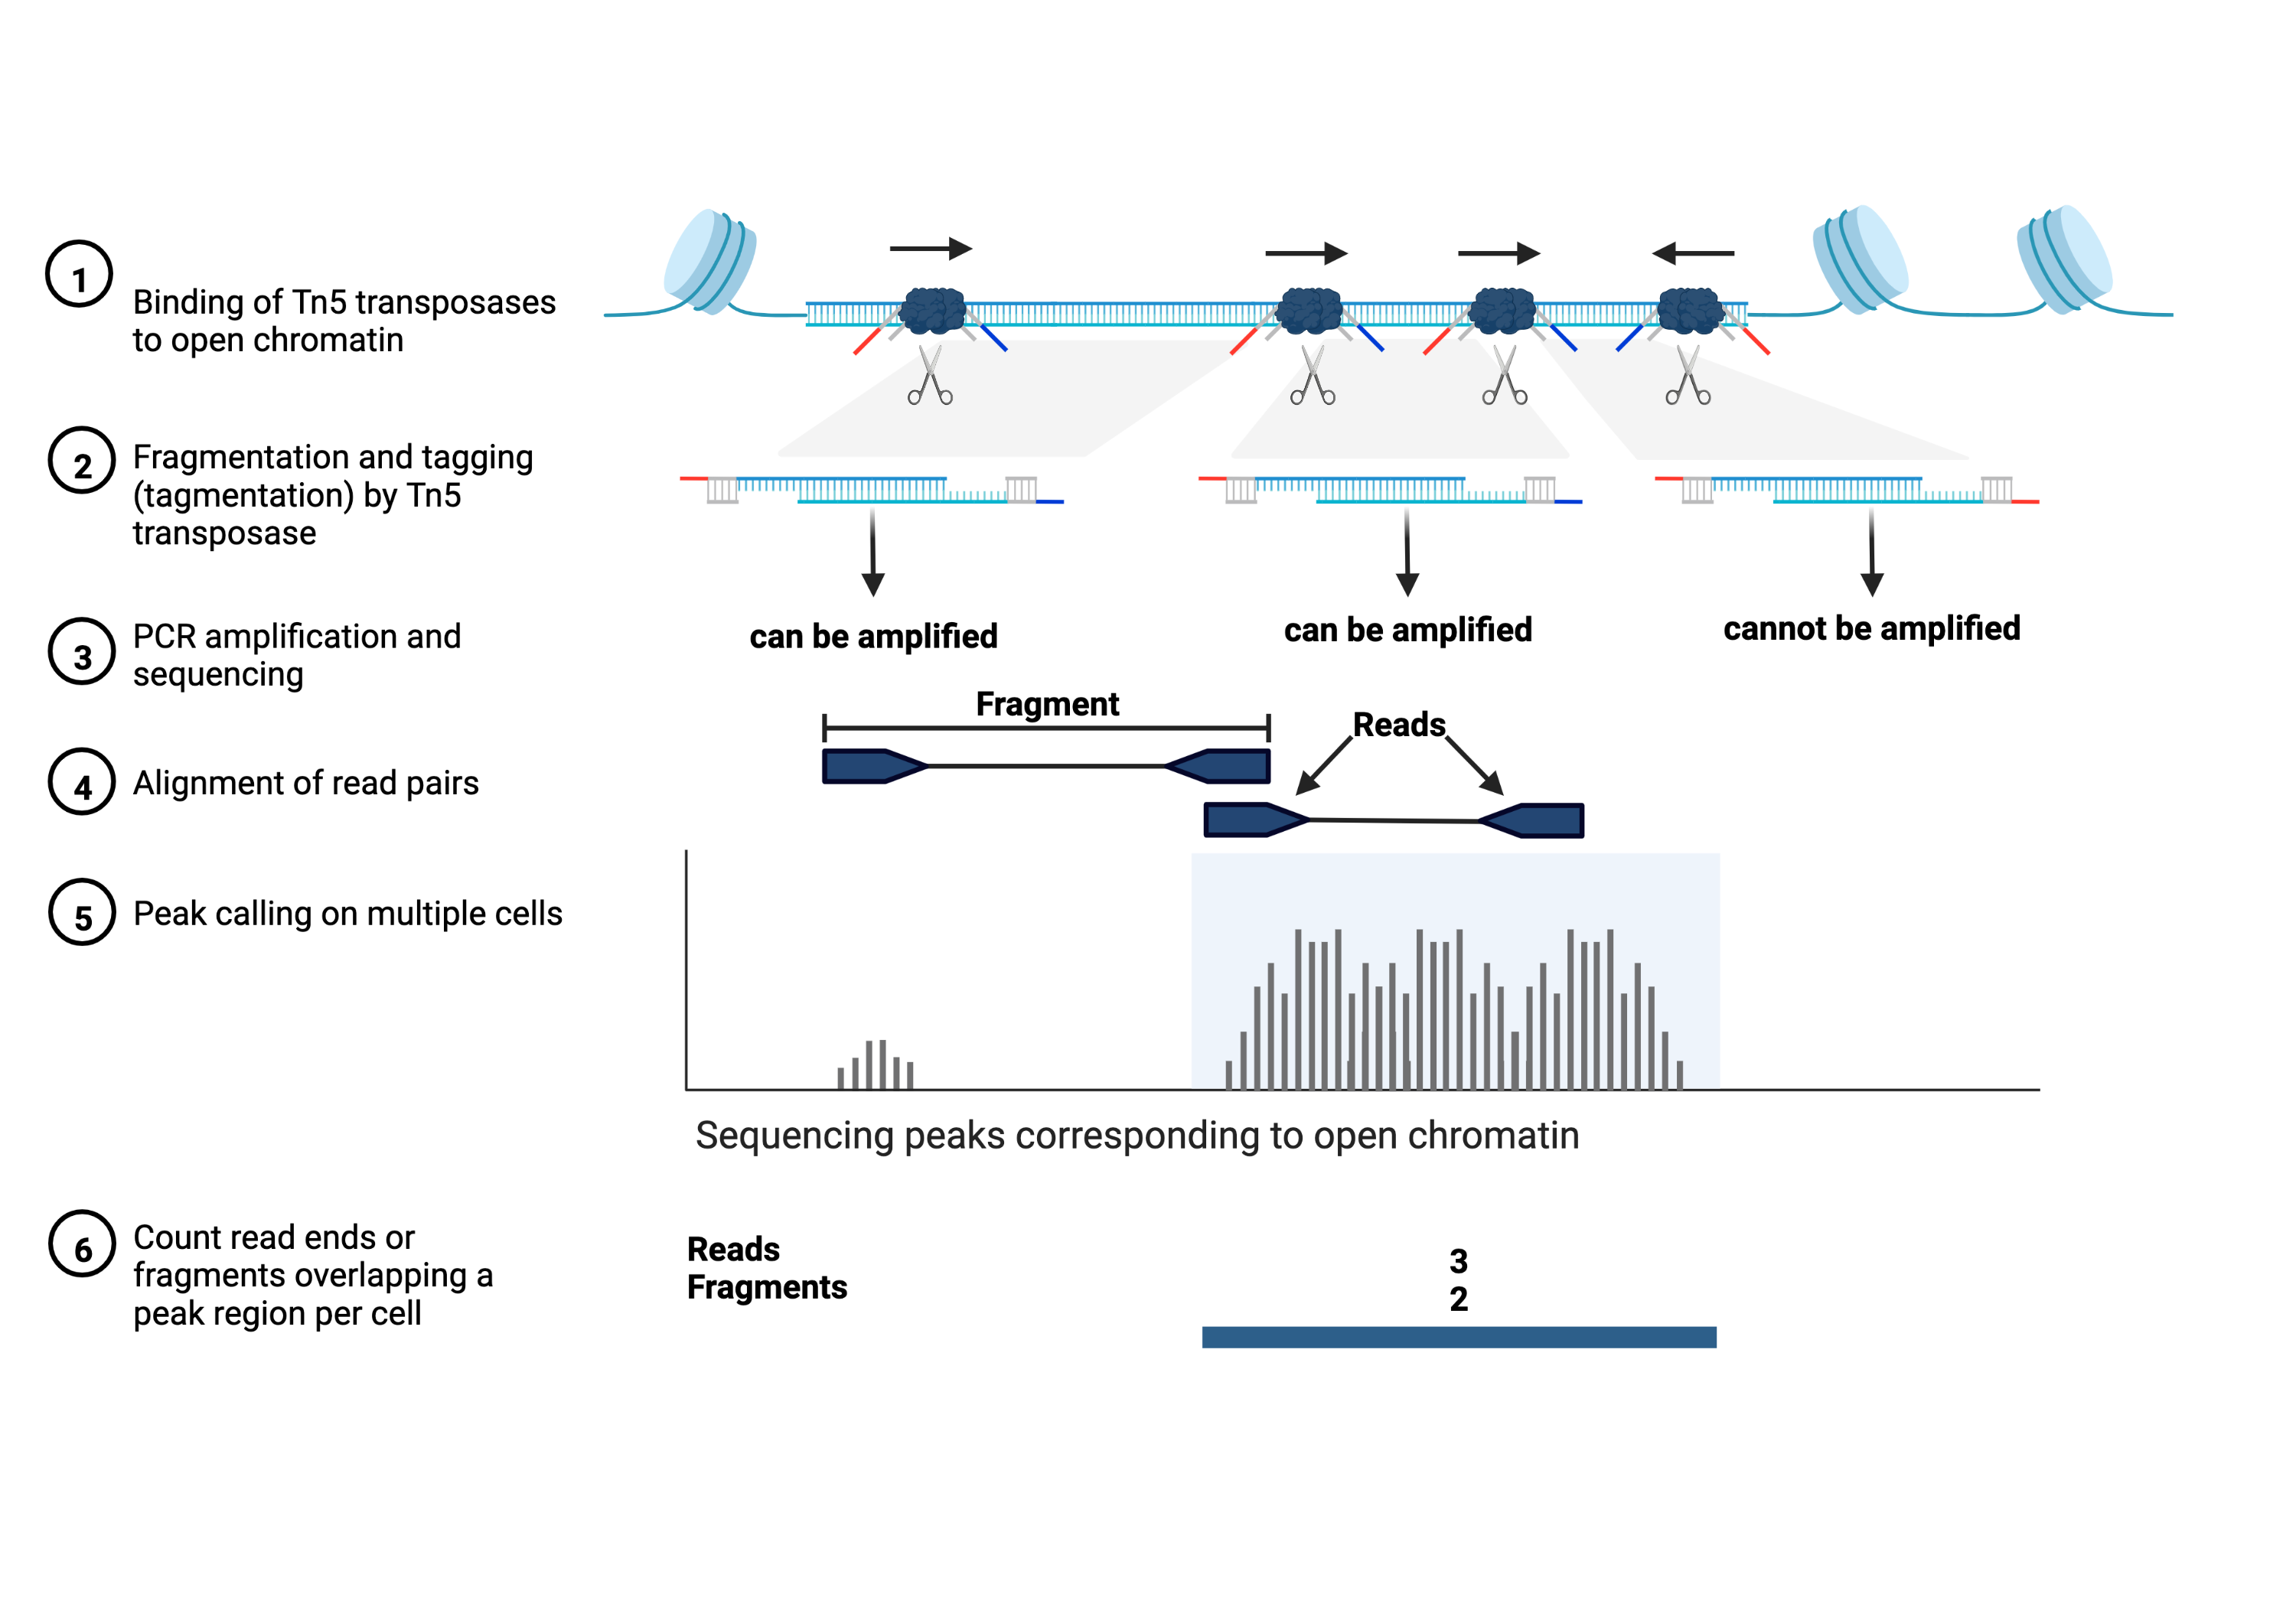 1
Binding of Tn5 transposases
to open chromatin
2
Fragmentation and tagging
(tagmentation) by Tn5
transposase
3
PCR amplification and
sequencing
can be amplified
can be amplified
cannot be amplified
Fragment
Reads
4
Alignment of read pairs
5
Peak calling on multiple cells
Sequencing peaks corresponding to open chromatin
6
Count read ends or
fragments overlapping a
peak region per cell
Reads
3
Fragments
2